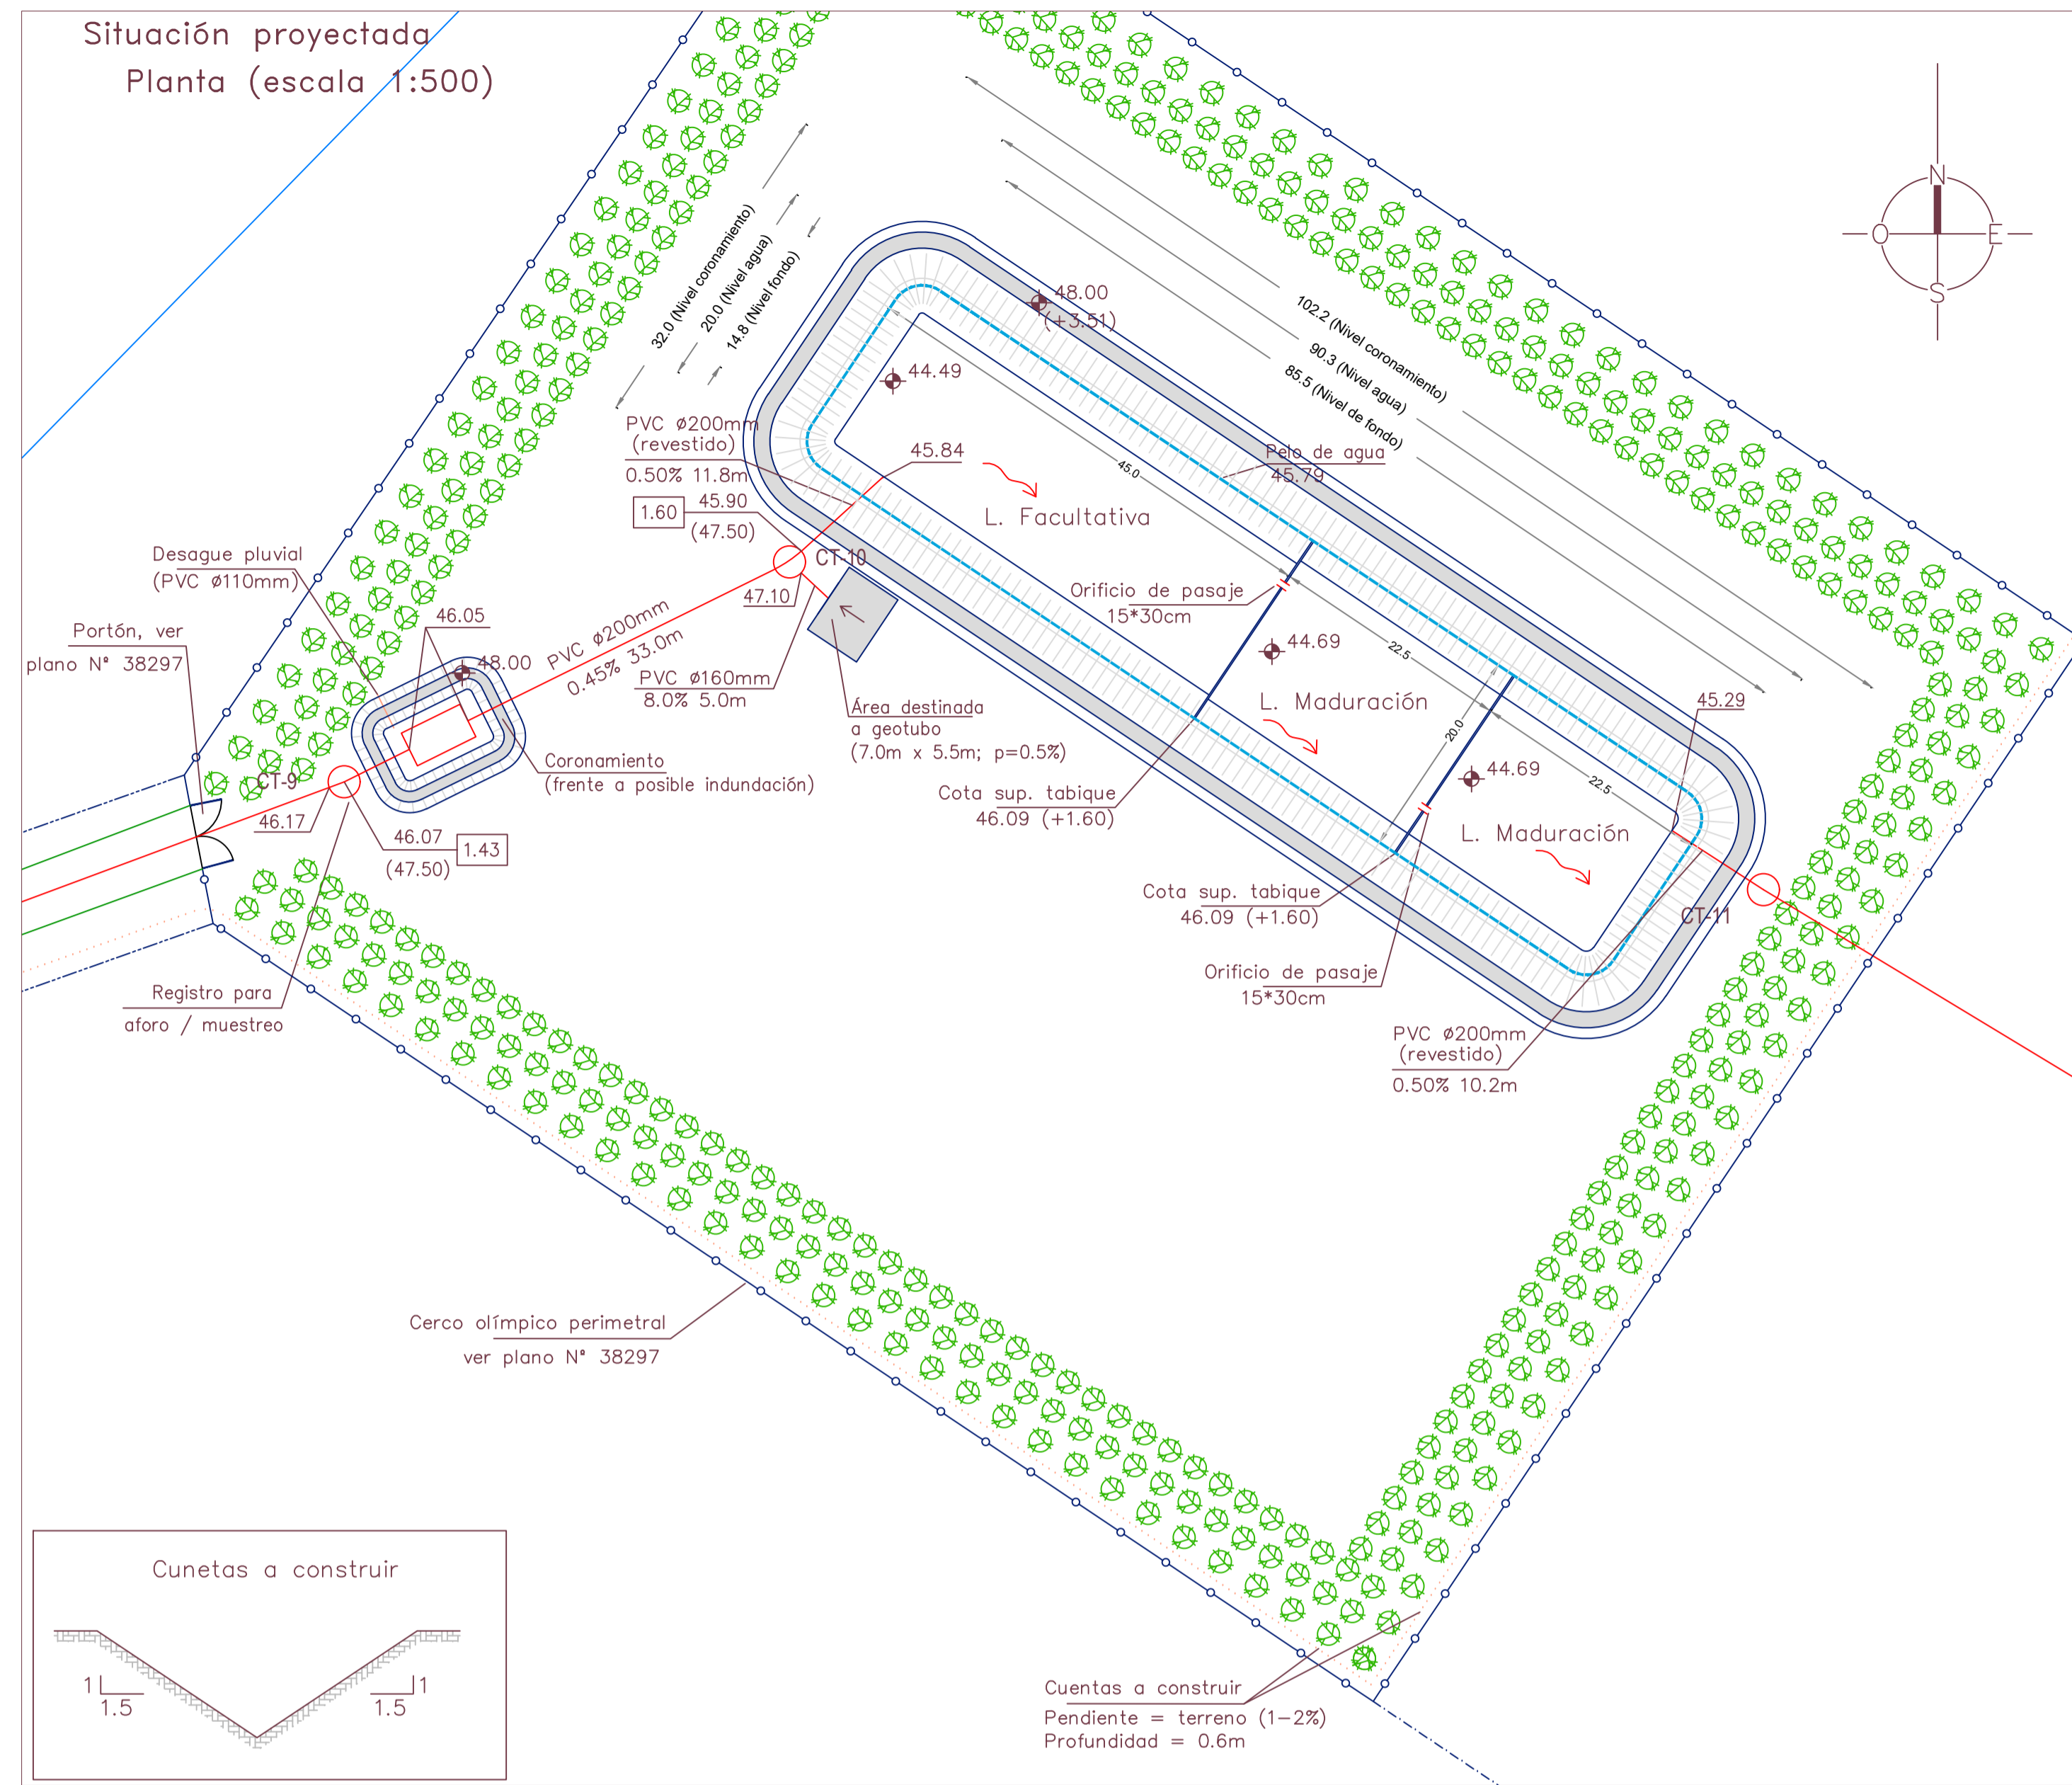 Situación proyectada
Planta (escala 1:500)
N
O
E
S
32.0 (Nivel coronamiento)
20.0 (Nivel agua)
14.8 (Nivel fondo)
102.2 (Nivel coronamiento)
90.3 (Nivel agua)
85.5 (Nivel de fondo)
48.00
(+3.51)
44.49
PVC ø200mm
(revestido)
0.50% 11.8m
45.84
1.60
45.90
(47.50)
CT-10
L. Facultativa
45.0
Pelo de agua
45.79
Desague pluvial
(PVC ø110mm)
46.05
48.00
PVC ø200mm
0.45% 33.0m
47.10
PVC ø160mm
8.0% 5.0m
Área destinada
a geotubo
(7.0m x 5.5m; p=0.5%)
Orificio de pasaje
15*30cm
44.69
22.5
L. Maduración
20.0
45.29
Portón, ver
plano N° 38297
CT-9
46.17
46.07
(47.50)
1.43
Coronamiento
(frente a posible indundación)
Cota sup. tabique
46.09 (+1.60)
44.69
22.5
L. Maduración
Cota sup. tabique
46.09 (+1.60)
CT-11
Orificio de pasaje
15*30cm
Registro para
aforo / muestreo
PVC ø200mm
(revestido)
0.50% 10.2m
Cerco olímpico perimetral
ver plano N° 38297
Cunetas a construir
1
1.5
1
1.5
Cuentas a construir
Pendiente = terreno (1-2%)
Profundidad = 0.6m